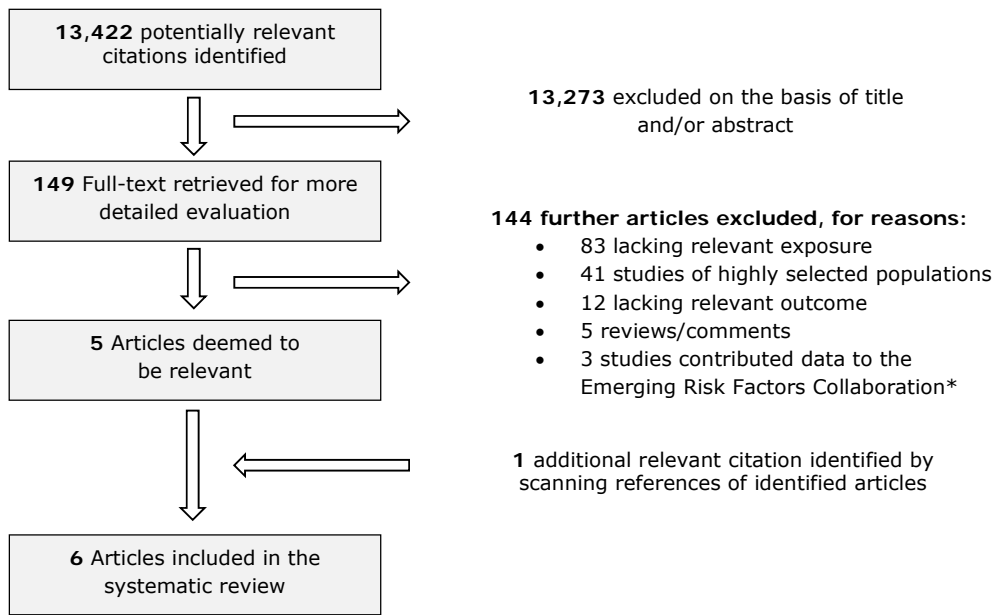 13,422 potentially relevant
citations identified
13,273 excluded on the basis of title
and/or abstract
149 Full-text retrieved for more
detailed evaluation
144 further articles excluded, for reasons:
• 83 lacking relevant exposure
• 41 studies of highly selected populations
• 12 lacking relevant outcome
• 5 reviews/comments
• 3 studies contributed data to the
Emerging Risk Factors Collaboration*
5 Articles deemed to
be relevant
1 additional relevant citation identified by
scanning references of identified articles
6 Articles included in the
systematic review